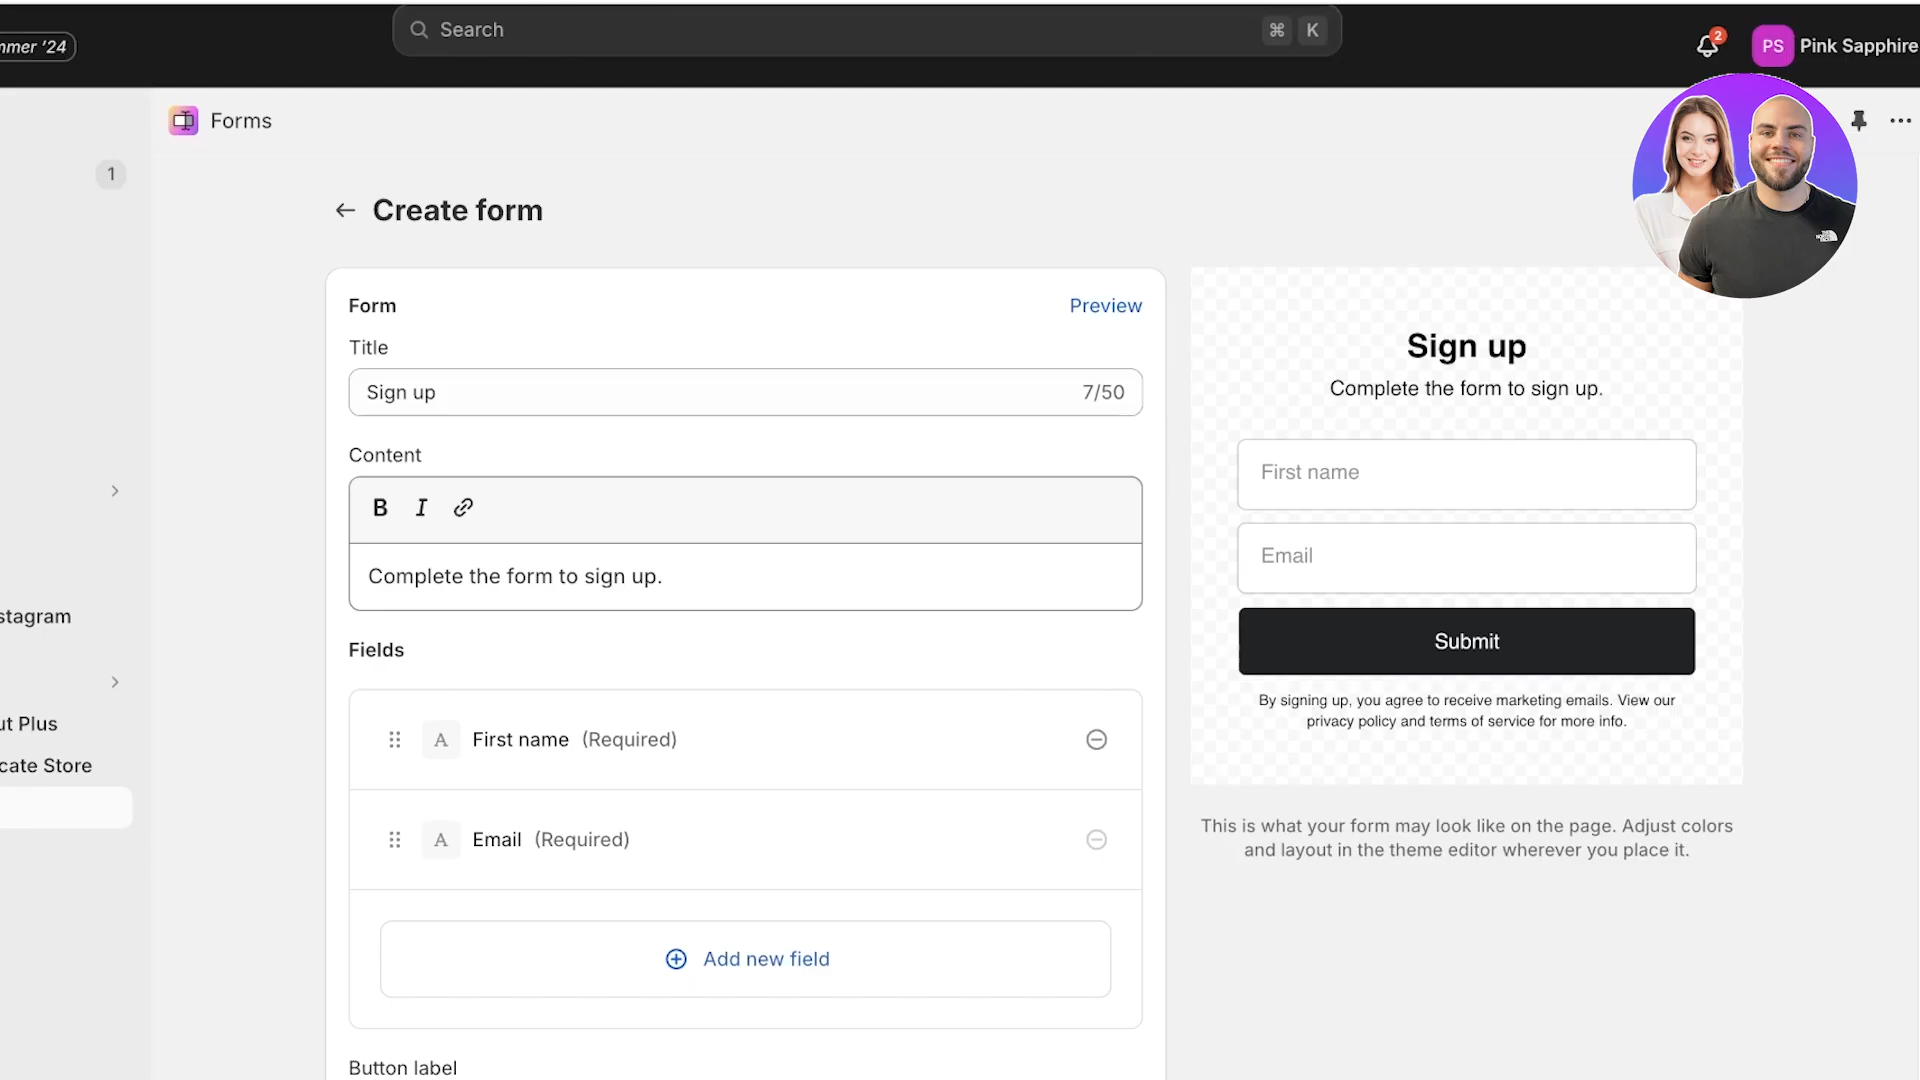 mmer ’24
Search
⌘ K
2
PS
Pink Sapphire
Forms
1
Create form
Form
Preview
Title
Sign up
7/50
Content
B I
Complete the form to sign up.
Fields
A First name (Required)
A Email (Required)
Add new field
Button label
Sign up
Complete the form to sign up.
First name
Email
Submit
By signing up, you agree to receive marketing emails. View our
privacy policy and terms of service for more info.
This is what your form may look like on the page. Adjust colors
and layout in the theme editor wherever you place it.
stagram
ut Plus
cate Store